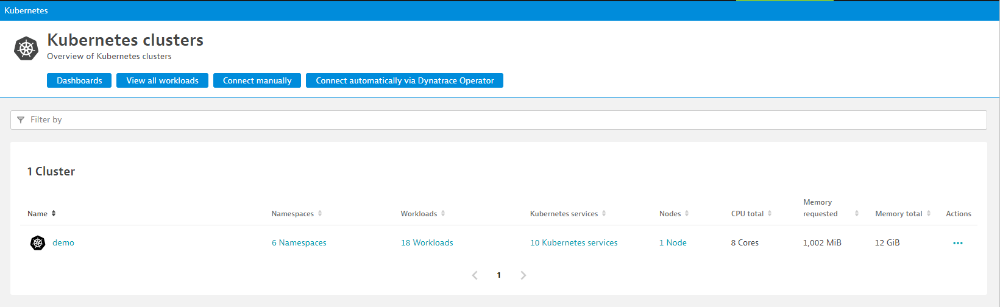 Kubernetes
Kubernetes clusters
Overview of Kubernetes clusters
Dashboards View all workloads Connect manually Connect automatically via Dynatrace Operator
Filter by
1 Cluster
Name Namespaces Workloads Kubernetes services Nodes CPU total Memory requested Memory total Actions
demo 6 Namespaces 18 Workloads 10 Kubernetes services 1 Node 8 Cores 1,002 MiB 12 GiB
1